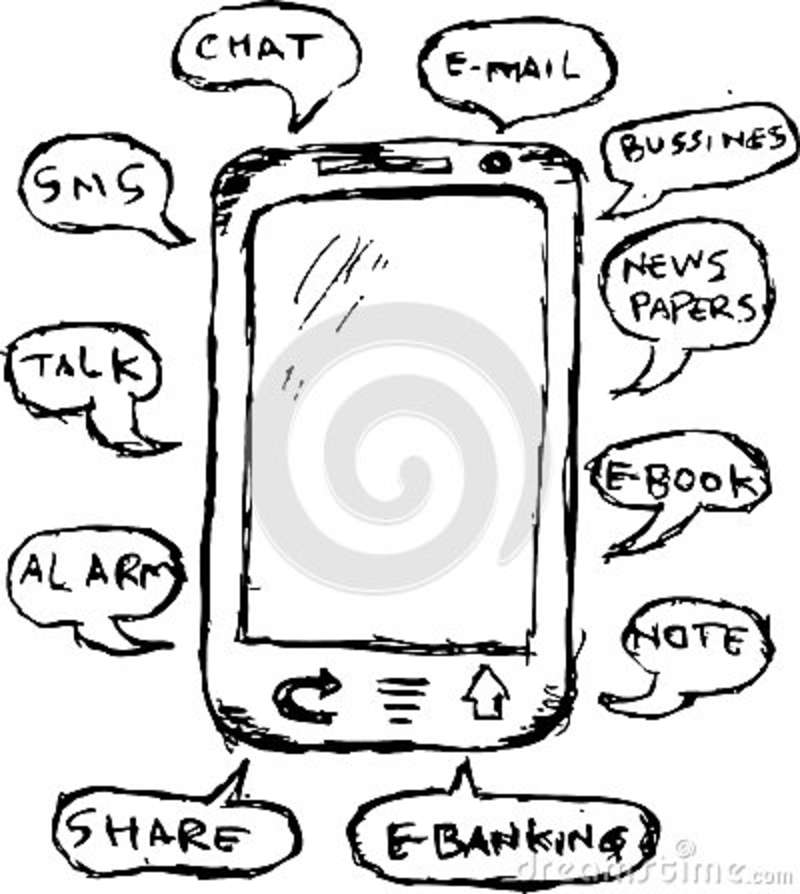 CHAT
E-MAIL
BUSSINES
SMS
NEWS
PAPERS
TALK
E-BOOK
ALARM
NOTE
SHARE
E-BANKING
dreamstime.com